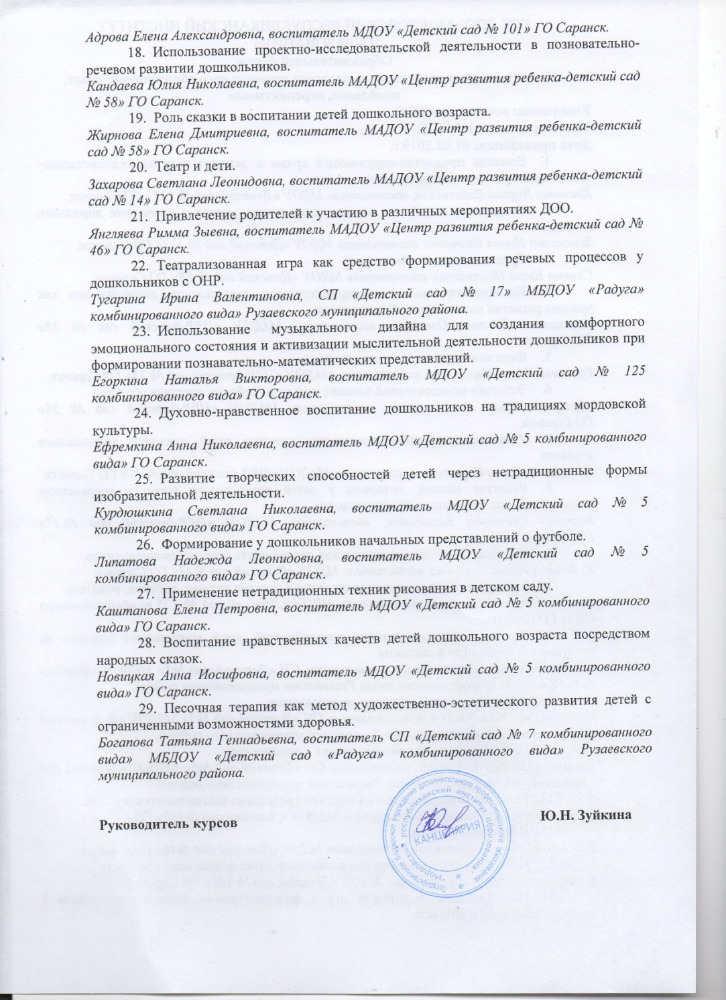 Адрова Елена Александровна, воспитатель МДОУ «Детский сад № 101» ГО Саранск.
18. Использование проектно-исследовательской деятельности в позновательно-
речевом развитии дошкольников.
Кандаева Юлия Николаевна, воспитатель МАДОУ «Центр развития ребенка-детский сад
№ 58» ГО Саранск.
19. Роль сказки в воспитании детей дошкольного возраста.
Жирнова Елена Дмитриевна, воспитатель МАДОУ «Центр развития ребенка-детский
сад № 58» ГО Саранск.
20. Театр и дети.
Захарова Светлана Леонидовна, воспитатель МАДОУ «Центр развития ребенка-детский
сад № 14» ГО Саранск.
21. Привлечение родителей к участию в различных мероприятиях ДОО.
Янгляева Римма Зыевна, воспитатель МАДОУ «Центр развития ребенка-детский сад №
46» ГО Саранск.
22. Театрализованная игра как средство формирования речевых процессов у
дошкольников с ОНР.
Тугарина Ирина Валентиновна, СП «Детский сад № 17» МБДОУ «Радуга»
комбинированного вида» Рузаевского муниципального района.
23. Использование музыкального дизайна для создания комфортного
эмоционального состояния и активизации мыслительной деятельности дошкольников при
формировании познавательно-математических представлений.
Егоркина Наталья Викторовна, воспитатель МДОУ «Детский сад № 125
комбинированного вида» ГО Саранск.
24. Духовно-нравственное воспитание дошкольников на традициях мордовской
культуры.
Ефремкина Анна Николаевна, воспитатель МДОУ «Детский сад № 5 комбинированного
вида» ГО Саранск.
25. Развитие творческих способностей детей через нетрадиционные формы
изобразительной деятельности.
Курдюшкина Светлана Николаевна, воспитатель МДОУ «Детский сад № 5
комбинированного вида» ГО Саранск.
26. Формирование у дошкольников начальных представлений о футболе.
Липатова Надежда Леонидовна, воспитатель МДОУ «Детский сад № 5
комбинированного вида» ГО Саранск.
27. Применение нетрадиционных техник рисования в детском саду.
Каштанова Елена Петровна, воспитатель МДОУ «Детский сад № 5 комбинированного
вида» ГО Саранск.
28. Воспитание нравственных качеств детей дошкольного возраста посредством
народных сказок.
Новицкая Анна Иосифовна, воспитатель МДОУ «Детский сад № 5 комбинированного
вида» ГО Саранск.
29. Песочная терапия как метод художественно-эстетического развития детей с
ограниченными возможностями здоровья.
Богапова Татьяна Геннадьевна, воспитатель СП «Детский сад № 7 комбинированного
вида» МБДОУ «Детский сад «Радуга» комбинированного вида» Рузаевского
муниципального района.
Руководитель курсов Ю.Н. Зуйкина
Государственное бюджетное учреждение дополнительного профессионального образования
"Мордовский республиканский институт образования"
КАНЦЕЛЯРИЯ